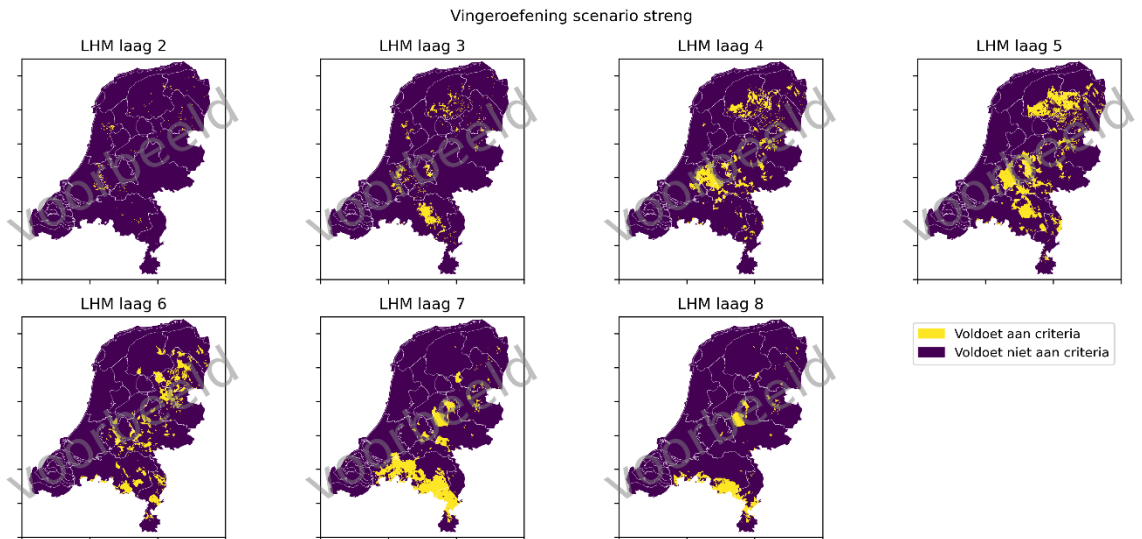 Vingeroefening scenario streng
LHM laag 2
LHM laag 3
LHM laag 4
LHM laag 5
voorbeeld
voorbeeld
voorbeeld
voorbeeld
LHM laag 6
LHM laag 7
LHM laag 8
voorbeeld
voorbeeld
voorbeeld
Voldoet aan criteria
Voldoet niet aan criteria